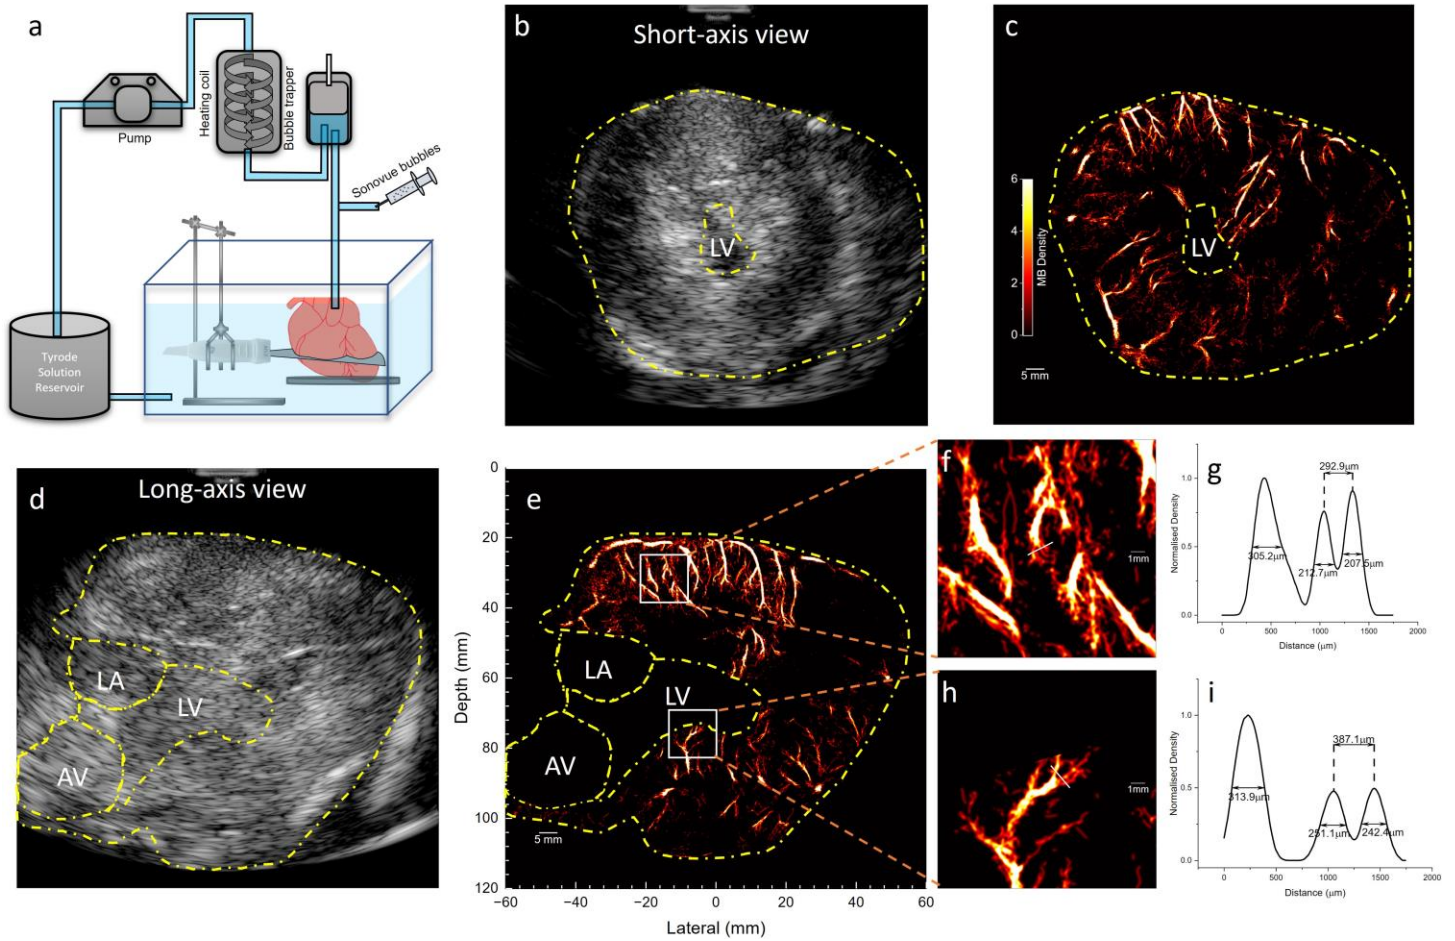 a
Pump
Heating coil
Bubble trapper
Sonovue bubbles
Tyrode
Solution
Reservoir
b
Short-axis view
LV
c
6
4
2
0
MB Density
LV
5 mm
d
Long-axis view
LA
LV
AV
e
0
20
40
60
80
100
120
Depth (mm)
LA
LV
AV
5 mm
−60
−40
−20
0
20
40
60
Lateral (mm)
f
1mm
g
292.9μm
305.2μm
212.7μm
207.5μm
1.0
0.5
0.0
Normalised Density
0
500
1000
1500
2000
Distance (μm)
h
1mm
i
387.1μm
313.9μm
251.1μm
242.4μm
1.0
0.5
0.0
Normalised Density
0
500
1000
1500
2000
Distance (μm)